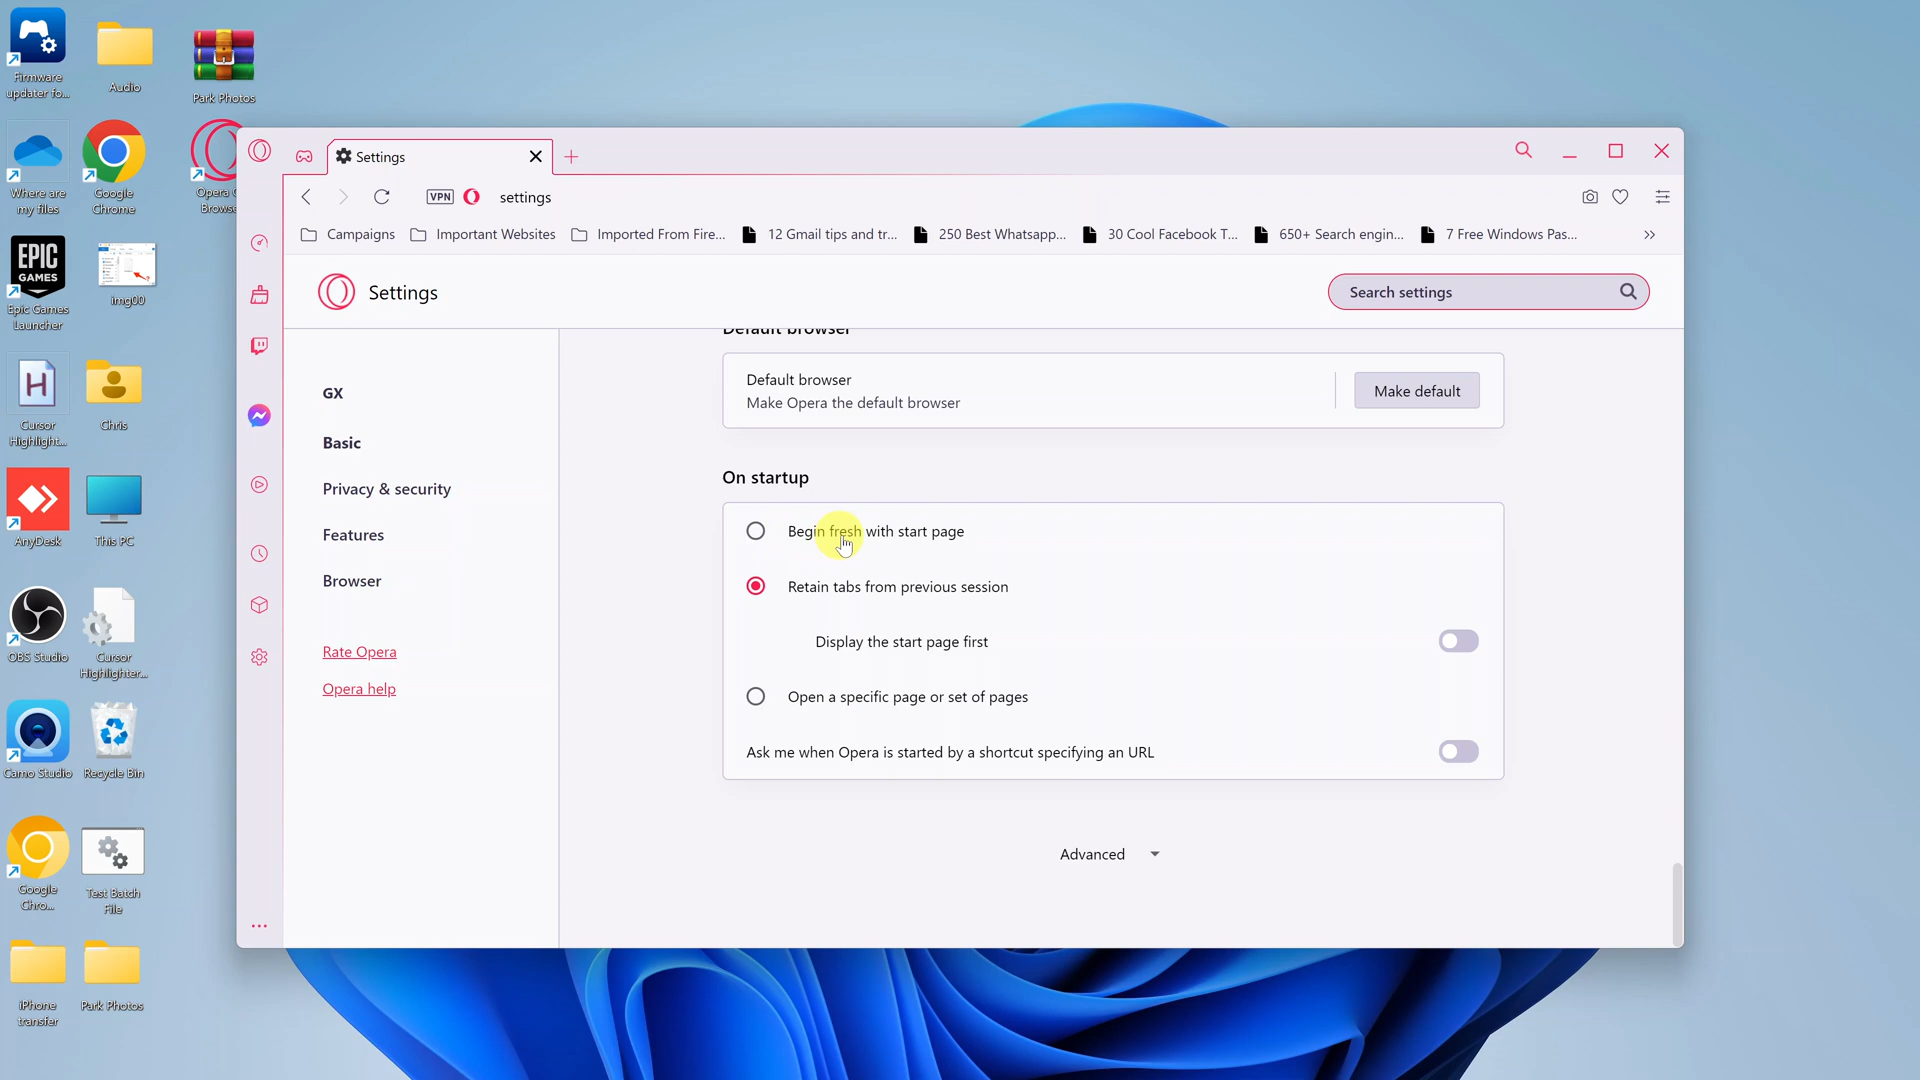 Firmware
updater fo...
Audio
Park Photos
Where are
my files
Google
Chrome
Opera G
Browse
EPIC
GAMES
Epic Games
Launcher
img00
H
Cursor
Highlight...
Chris
AnyDesk
This PC
OBS Studio
Cursor
Highlighter...
Camo Studio
Recycle Bin
Google
Chro...
Test Batch
File
iPhone
transfer
Park Photos
Settings
VPN
settings
Campaigns
Important Websites
Imported From Fire...
12 Gmail tips and tr...
250 Best Whatsapp...
30 Cool Facebook T...
650+ Search engin...
7 Free Windows Pas...
Settings
Search settings
GX
Basic
Privacy & security
Features
Browser
Rate Opera
Opera help
Default browser
Default browser
Make Opera the default browser
Make default
On startup
Begin fresh with start page
Retain tabs from previous session
Display the start page first
Open a specific page or set of pages
Ask me when Opera is started by a shortcut specifying an URL
Advanced